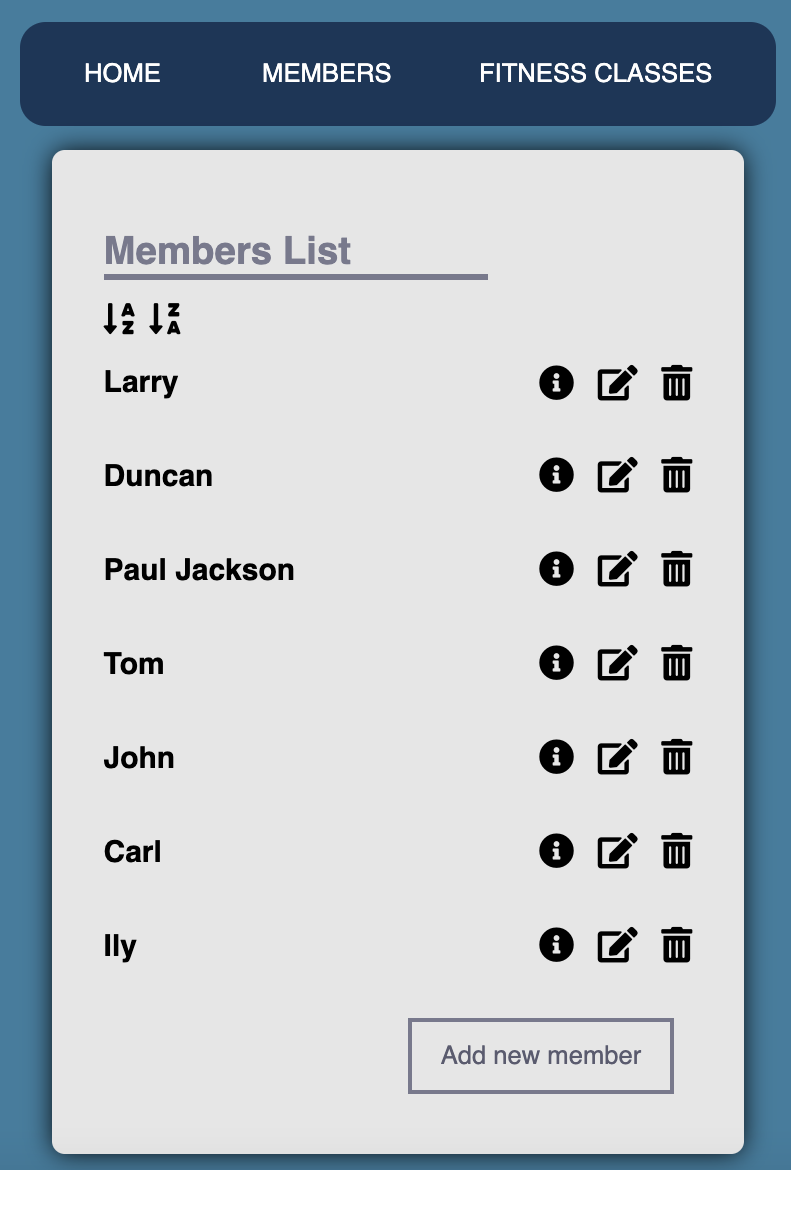 HOME MEMBERS FITNESS CLASSES
Members List
Larry
Duncan
Paul Jackson
Tom
John
Carl
Ily
Add new member